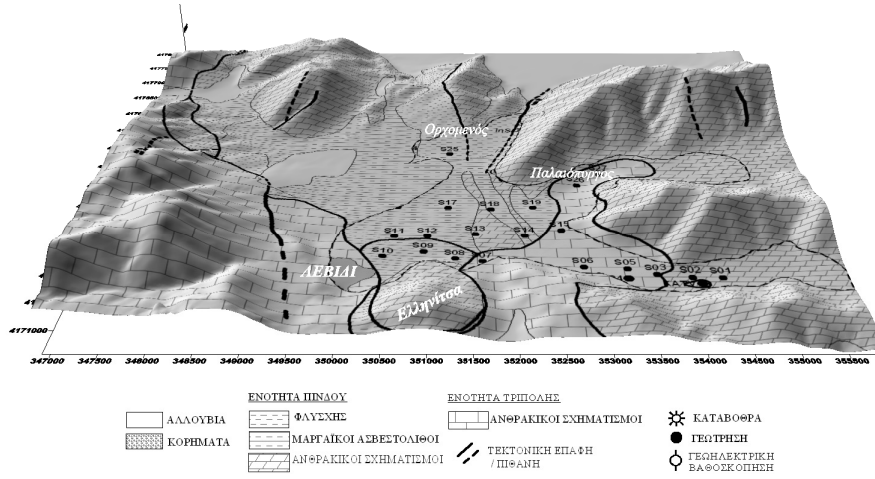 Ορχομενός
S25
Παλαιόπυργος
S17
S18
S19
S11
S12
S13
S14
S15
S10
S09
S08
S06
S05
S03
S02
S01
ΛΕΒΙΔΙ
Ελληνίτσα
4171000
347000 347500 348000 348500 349000 349500 350000 350500 351000 351500 352000 352500 353000 353500 354000 354500 355000 355500
ΕΝΟΤΗΤΑ ΠΙΝΔΟΥ
ΕΝΟΤΗΤΑ ΤΡΙΠΟΛΗΣ
ΑΛΛΟΥΒΙΑ
ΦΛΥΣΧΗΣ
ΑΝΘΡΑΚΙΚΟΙ ΣΧΗΜΑΤΙΣΜΟΙ
ΚΑΤΑΒΟΘΡΑ
ΚΟΡΗΜΑΤΑ
ΜΑΡΓΑΪΚΟΙ ΑΣΒΕΣΤΟΛΙΘΟΙ
ΓΕΩΤΡΗΣΗ
ΑΝΘΡΑΚΙΚΟΙ ΣΧΗΜΑΤΙΣΜΟΙ
ΤΕΚΤΟΝΙΚΗ ΕΠΑΦΗ
/ ΠΙΘΑΝΗ
ΓΕΩΗΛΕΚΤΡΙΚΗ
ΒΑΘΟΣΚΟΠΗΣΗ